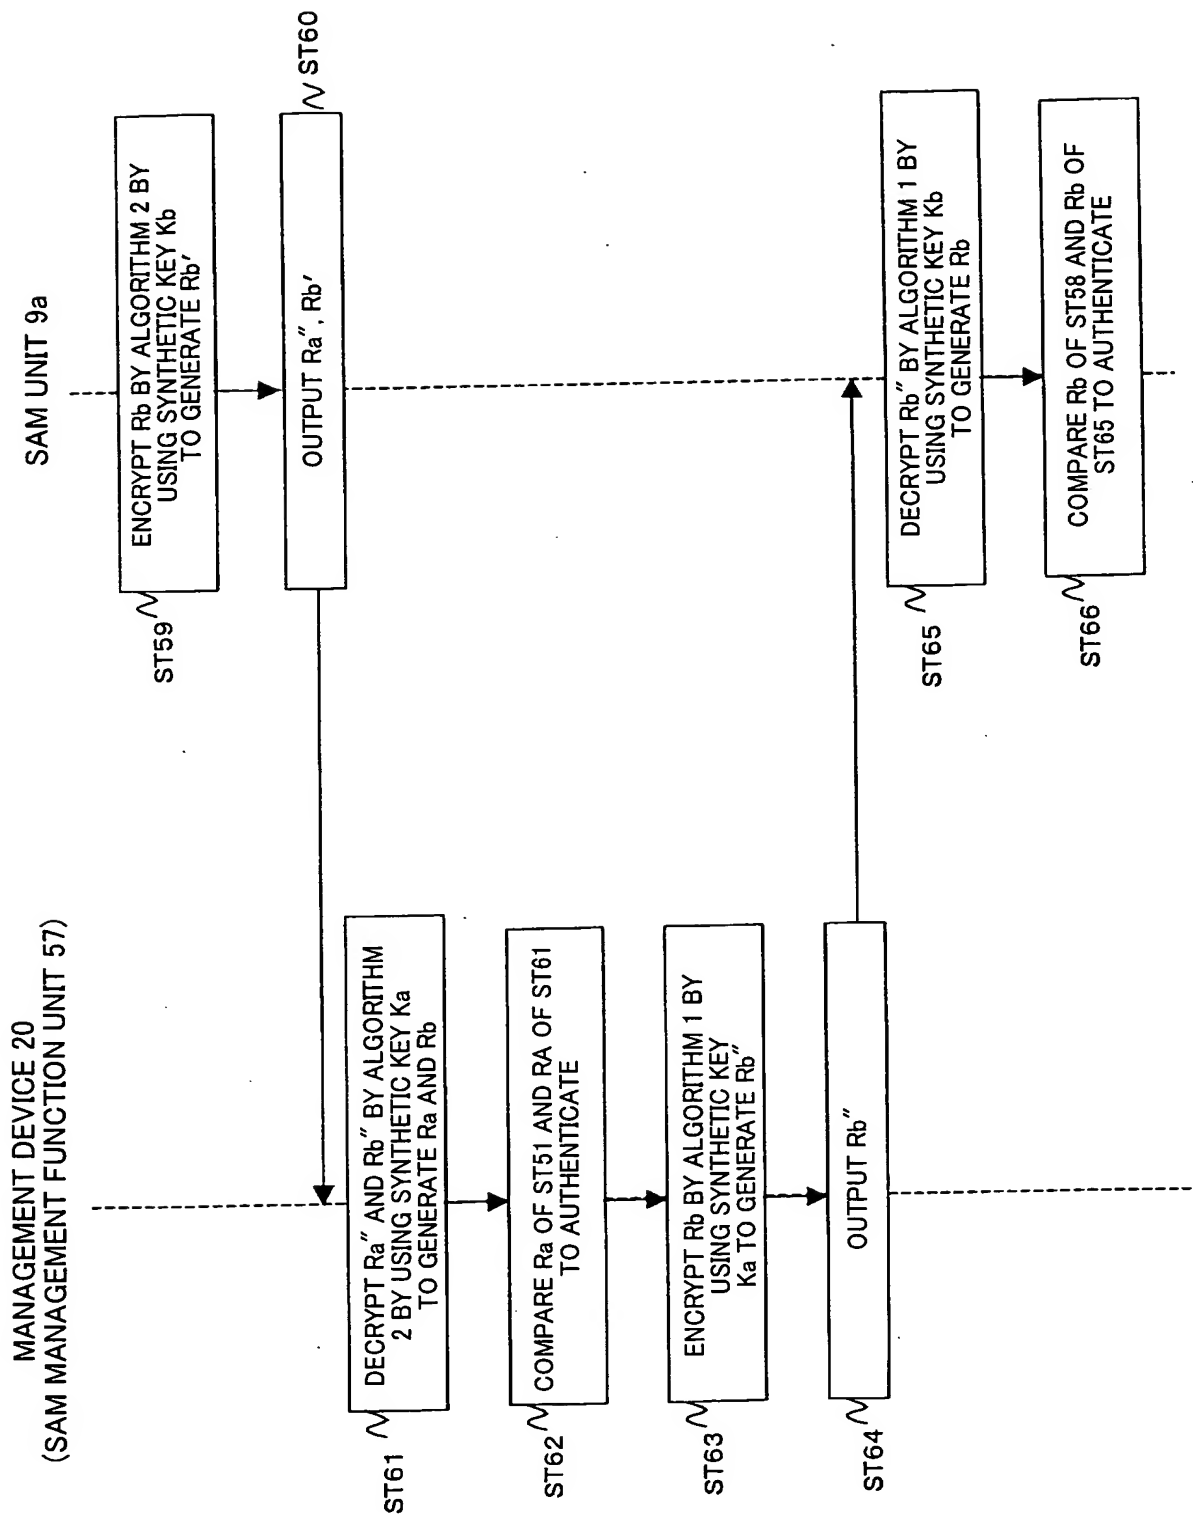 MANAGEMENT DEVICE 20
(SAM MANAGEMENT FUNCTION UNIT 57)
SAM UNIT 9a
ST59
ENCRYPT Rb BY ALGORITHM 2 BY
USING SYNTHETIC KEY Kb
TO GENERATE Rb′
OUTPUT Ra″, Rb′
ST60
ST61
DECRYPT Ra″ AND Rb″ BY ALGORITHM
2 BY USING SYNTHETIC KEY Ka
TO GENERATE Ra AND Rb
ST62
COMPARE Ra OF ST51 AND RA OF ST61
TO AUTHENTICATE
ST63
ENCRYPT Rb BY ALGORITHM 1 BY
USING SYNTHETIC KEY
Ka TO GENERATE Rb″
ST64
OUTPUT Rb″
ST65
DECRYPT Rb″ BY ALGORITHM 1 BY
USING SYNTHETIC KEY Kb
TO GENERATE Rb
ST66
COMPARE Rb OF ST58 AND Rb OF
ST65 TO AUTHENTICATE